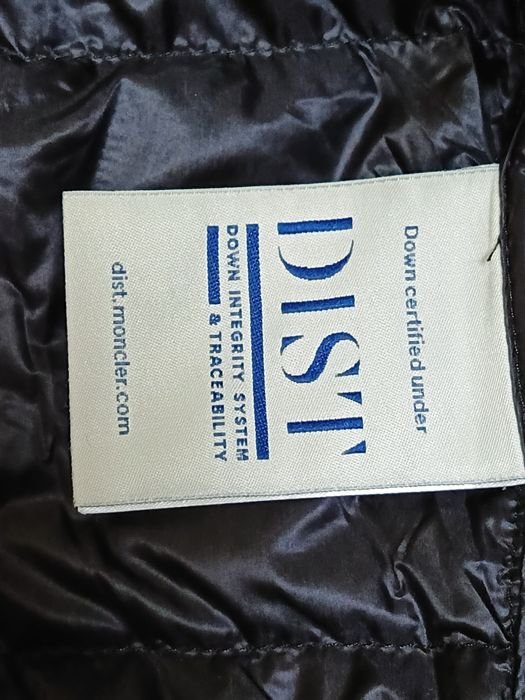 Down certified under
DIST
DOWN INTEGRITY SYSTEM
& TRACEABILITY
dist.moncler.com